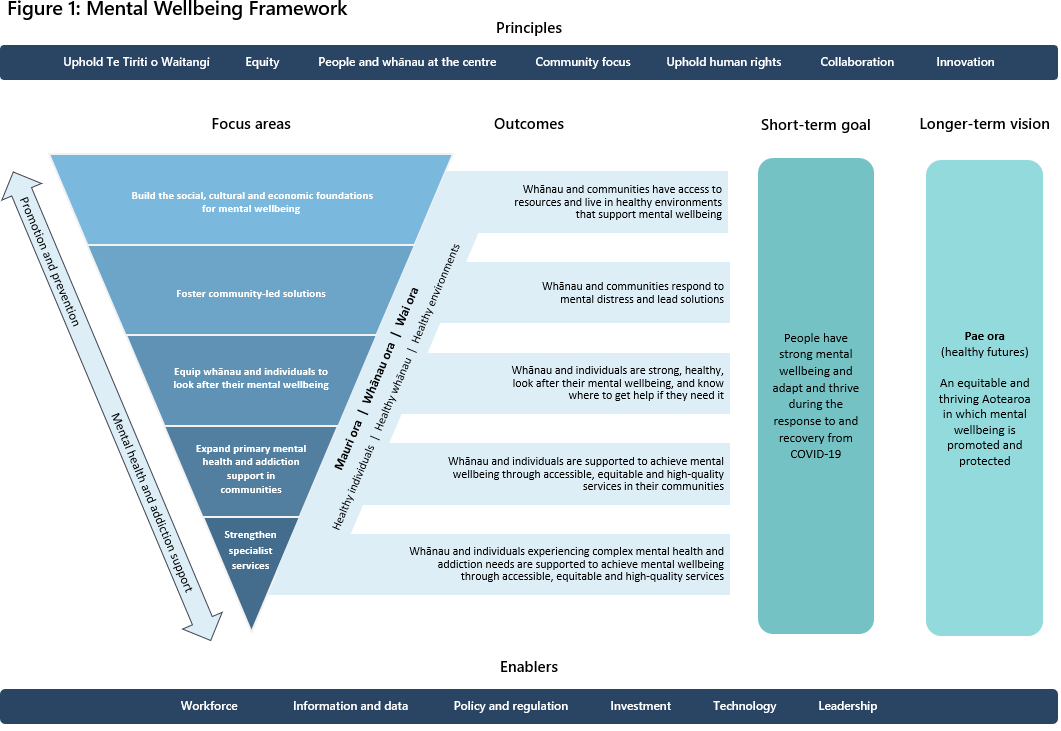 Figure 1: Mental Wellbeing Framework
Principles
Uphold Te Tiriti o Waitangi Equity People and whānau at the centre Community focus Uphold human rights Collaboration Innovation
Focus areas
Outcomes
Short-term goal
Longer-term vision
Promotion and prevention
Mental health and addiction support
Build the social, cultural and economic foundations
for mental wellbeing
Foster community-led solutions
Equip whānau and individuals to
look after their mental wellbeing
Expand primary mental
health and addiction
support in
communities
Strengthen
specialist
services
Mauri ora | Whānau ora | Wai ora
Healthy individuals | Healthy whānau | Healthy environments
Whānau and communities have access to
resources and live in healthy environments
that support mental wellbeing
Whānau and communities respond to
mental distress and lead solutions
Whānau and individuals are strong, healthy,
look after their mental wellbeing, and know
where to get help if they need it
Whānau and individuals are supported to achieve mental
wellbeing through accessible, equitable and high-quality
services in their communities
Whānau and individuals experiencing complex mental health and
addiction needs are supported to achieve mental wellbeing
through accessible, equitable and high-quality services
People have
strong mental
wellbeing and
adapt and thrive
during the
response to and
recovery from
COVID-19
Pae ora
(healthy futures)
An equitable and
thriving Aotearoa
in which mental
wellbeing is
promoted and
protected
Enablers
Workforce Information and data Policy and regulation Investment Technology Leadership